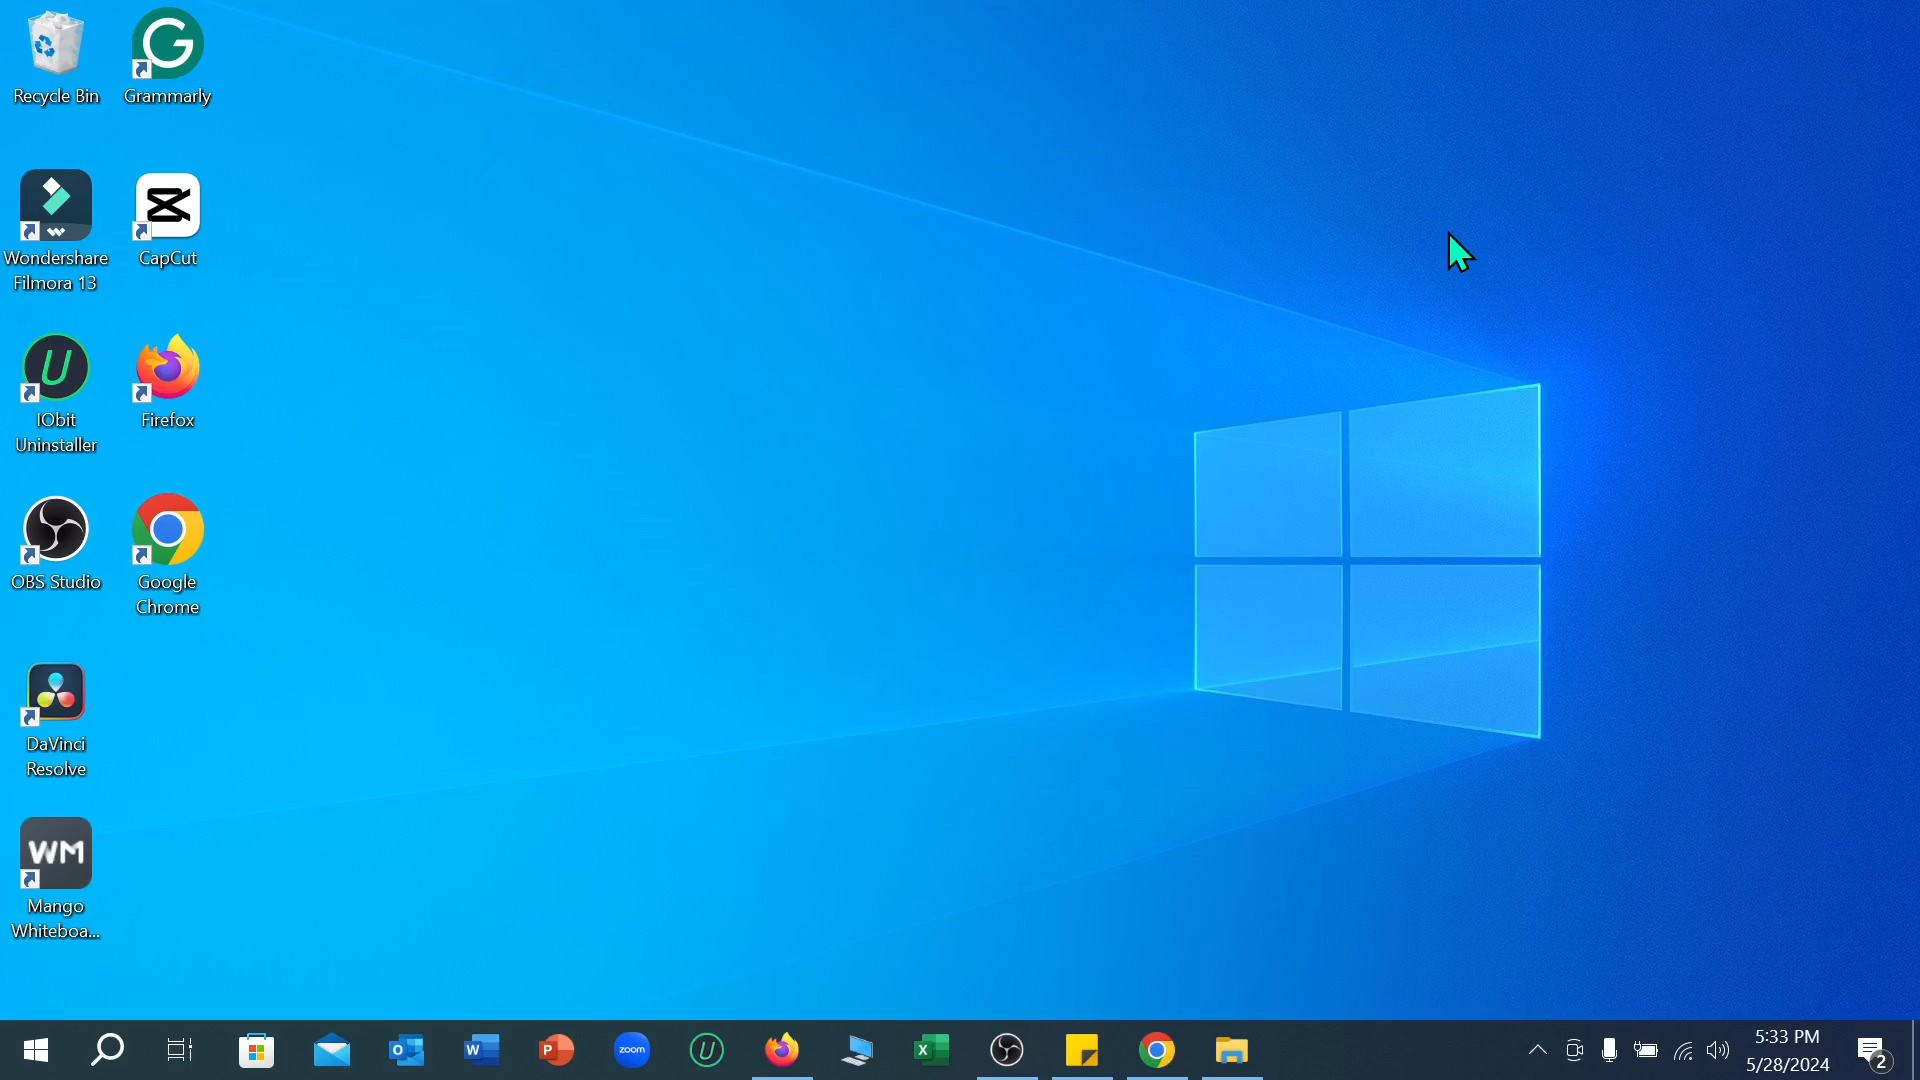 Recycle Bin
Grammarly
Wondershare
Filmora 13
CapCut
IObit
Uninstaller
Firefox
OBS Studio
Google
Chrome
DaVinci
Resolve
WM
Mango
Whiteboa...
zoom
5:33 PM
5/28/2024
2